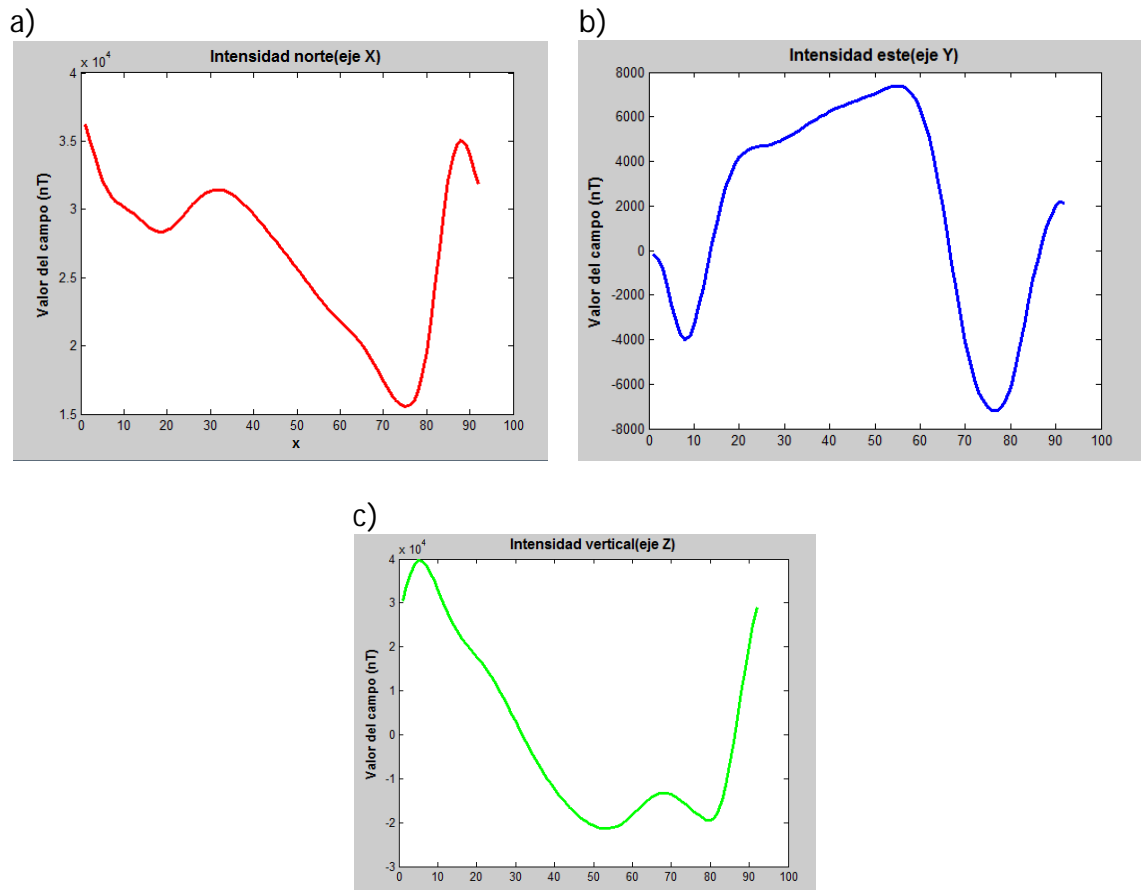 a)
Intensidad norte(eje X)
x 10⁴
4
3.5
3
2.5
2
1.5
Valor del campo (nT)
0 10 20 30 40 50 60 70 80 90 100
x
b)
Intensidad este(eje Y)
8000
6000
4000
2000
0
-2000
-4000
-6000
-8000
Valor del campo (nT)
0 10 20 30 40 50 60 70 80 90 100
c)
Intensidad vertical(eje Z)
x 10⁴
4
3
2
1
0
-1
-2
-3
Valor del campo (nT)
0 10 20 30 40 50 60 70 80 90 100